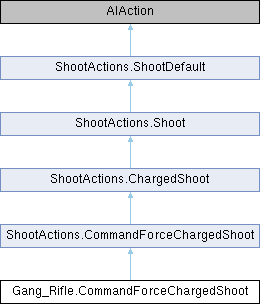 AIAction
ShootActions.ShootDefault
ShootActions.Shoot
ShootActions.ChargedShoot
ShootActions.CommandForceChargedShoot
Gang_Rifle.CommandForceChargedShoot